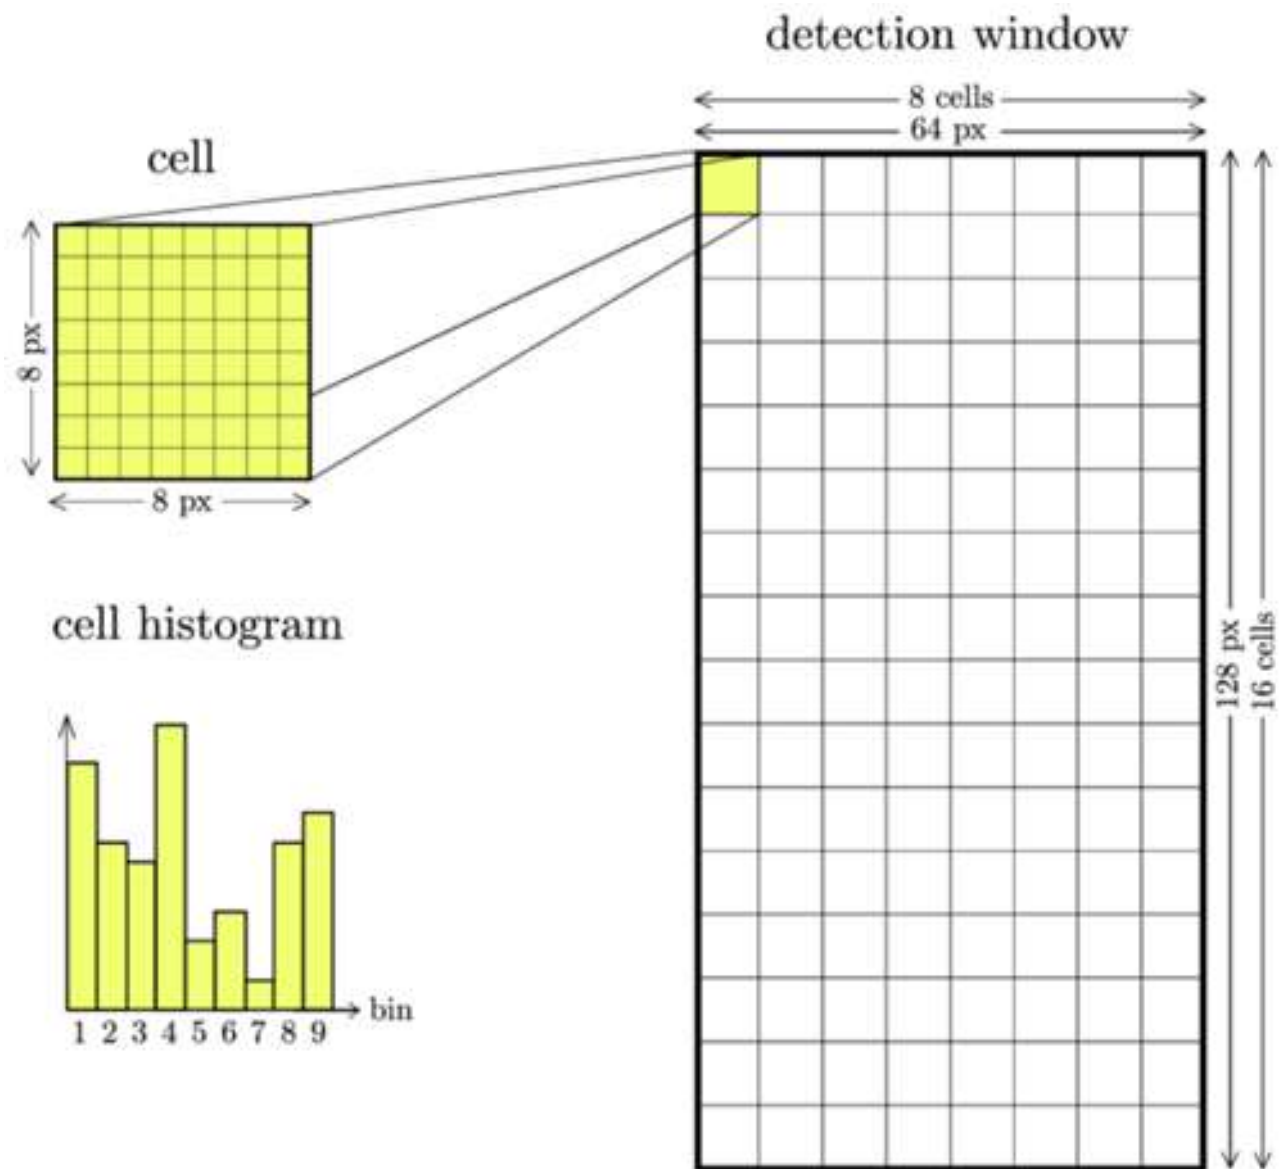 detection window
8 cells
64 px
cell
8 px
8 px
128 px
16 cells
cell histogram
bin
1 2 3 4 5 6 7 8 9